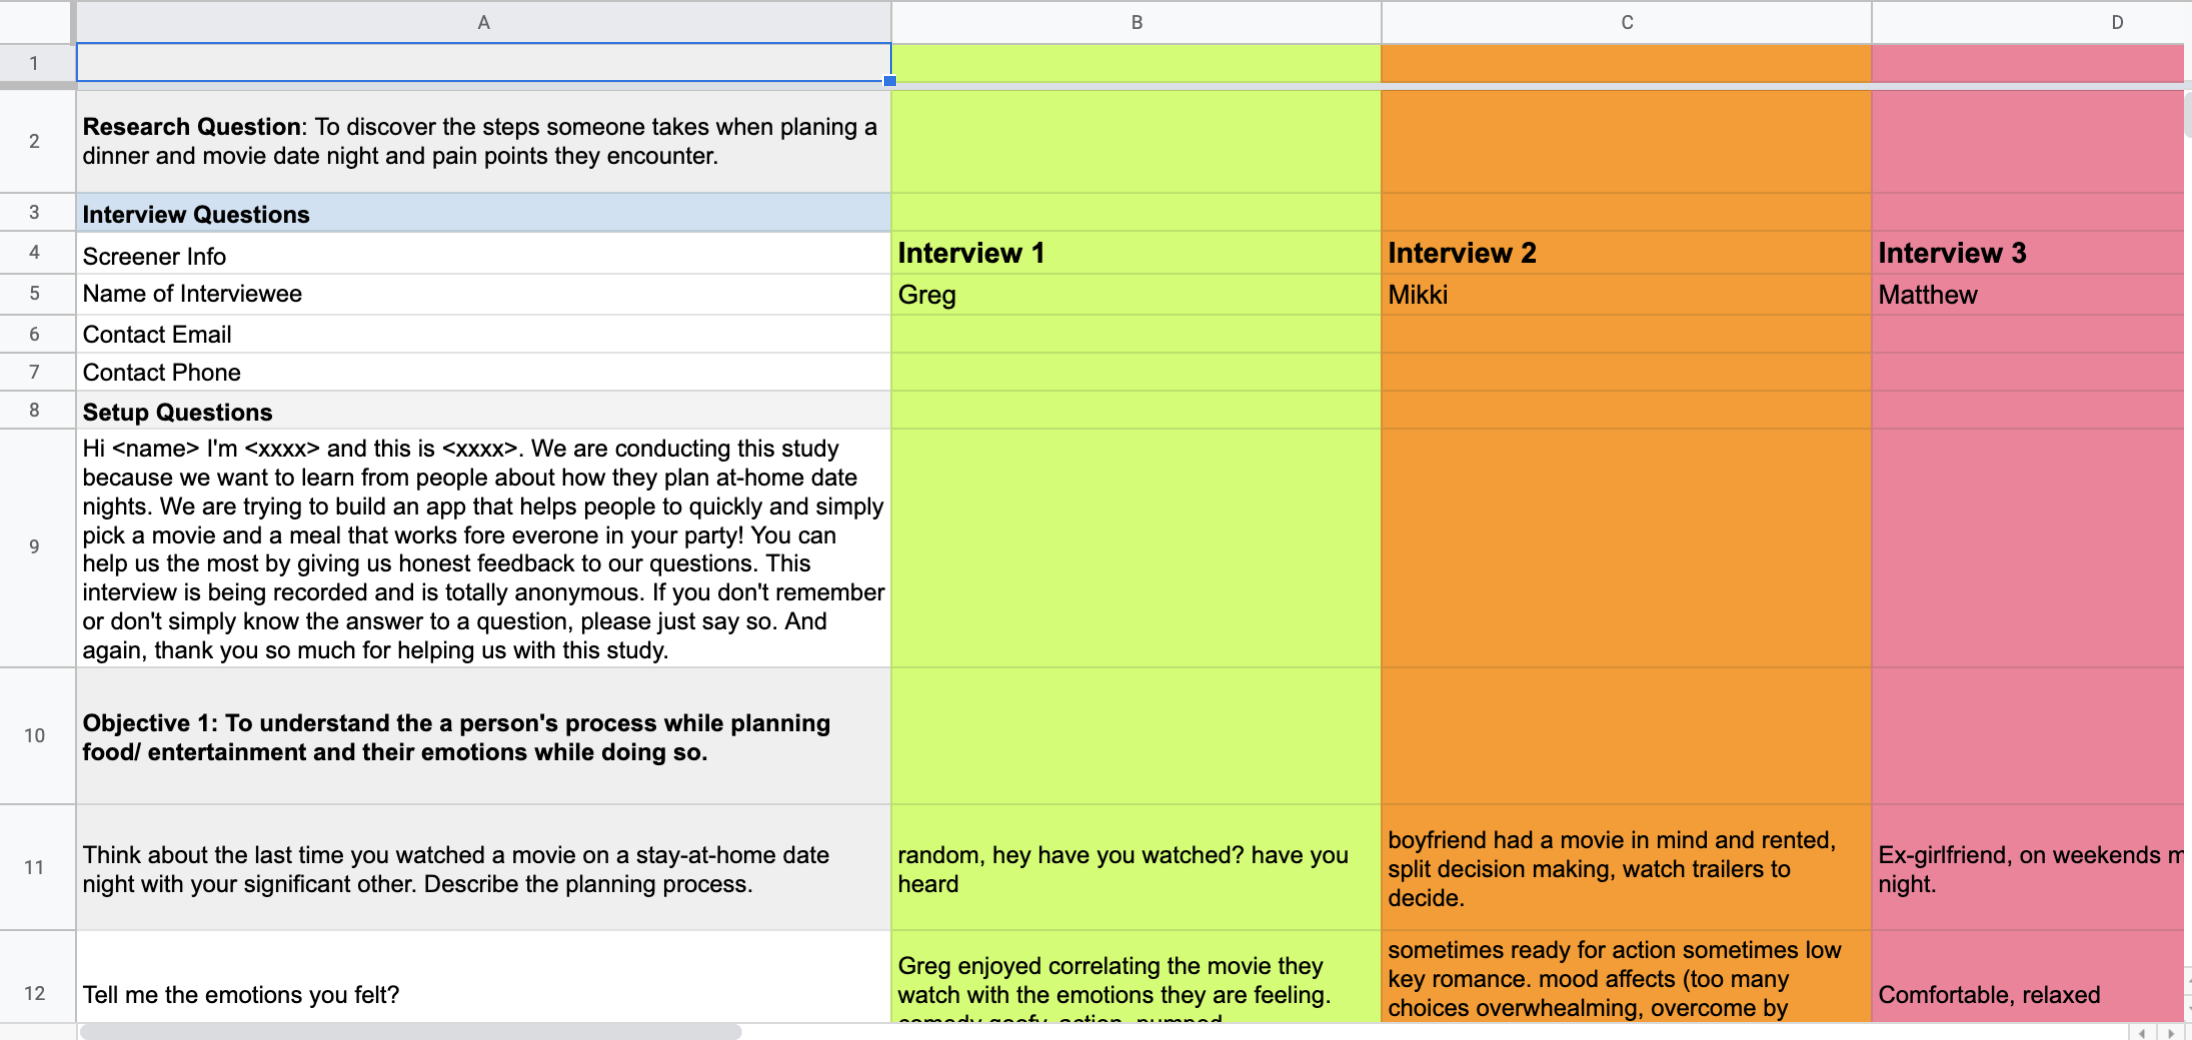 A B C D
1
2 Research Question: To discover the steps someone takes when planing a
dinner and movie date night and pain points they encounter.
3 Interview Questions
4 Screener Info Interview 1 Interview 2 Interview 3
5 Name of Interviewee Greg Mikki Matthew
6 Contact Email
7 Contact Phone
8 Setup Questions
9 Hi <name> I'm <xxxx> and this is <xxxx>. We are conducting this study
because we want to learn from people about how they plan at-home date
nights. We are trying to build an app that helps people to quickly and simply
pick a movie and a meal that works fore everone in your party! You can
help us the most by giving us honest feedback to our questions. This
interview is being recorded and is totally anonymous. If you don't remember
or don't simply know the answer to a question, please just say so. And
again, thank you so much for helping us with this study.
10 Objective 1: To understand the a person's process while planning
food/ entertainment and their emotions while doing so.
11 Think about the last time you watched a movie on a stay-at-home date
night with your significant other. Describe the planning process.
random, hey have you watched? have you
heard
boyfriend had a movie in mind and rented,
split decision making, watch trailers to
decide.
Ex-girlfriend, on weekends m
night.
12 Tell me the emotions you felt?
Greg enjoyed correlating the movie they
watch with the emotions they are feeling.
comedy goofy, action, pumped
sometimes ready for action sometimes low
key romance. mood affects (too many
choices overwhealming, overcome by
Comfortable, relaxed